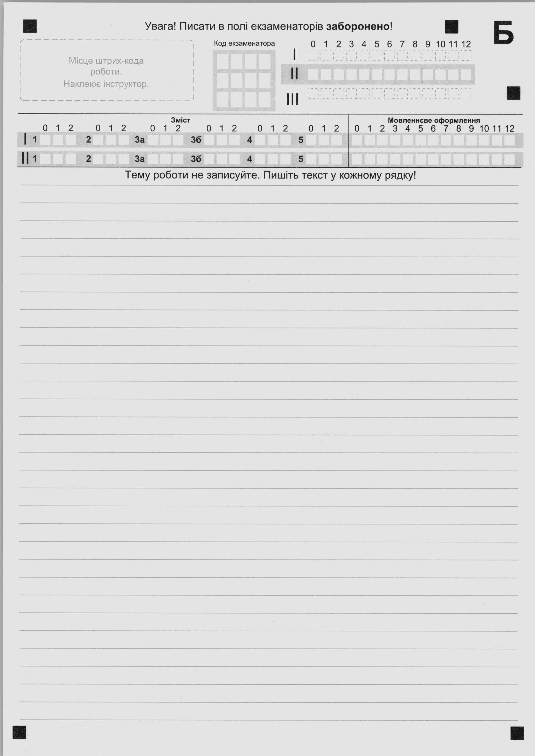 Увага! Писати в полі екзаменаторів заборонено!
Б
Код екзаменатора
0 1 2 3 4 5 6 7 8 9 10 11 12
I
II
III
Місце штрих-кода
роботи.
Наклеює інструктор.
Зміст
Мовленнєве оформлення
0 1 2 0 1 2 0 1 2 0 1 2 0 1 2 0 1 2 0 1 2 3 4 5 6 7 8 9 10 11 12
I 1 2 3а 3б 4 5
II 1 2 3а 3б 4 5
Тему роботи не записуйте. Пишіть текст у кожному рядку!